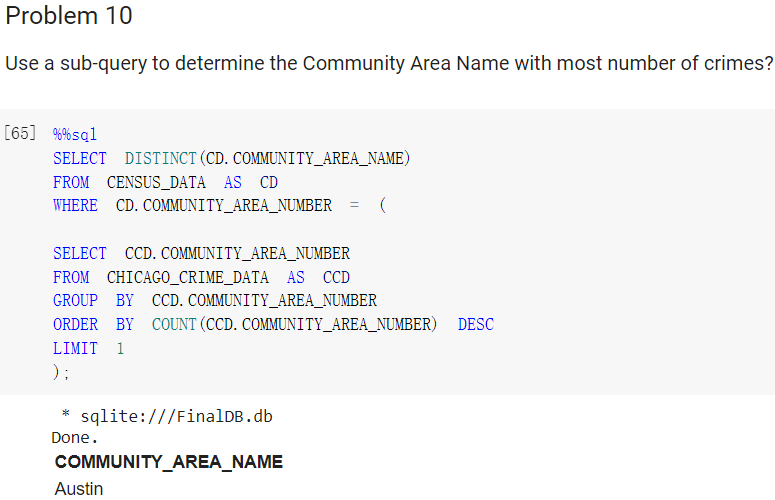 Problem 10
Use a sub-query to determine the Community Area Name with most number of crimes?
[65] %%sql
SELECT DISTINCT(CD.COMMUNITY_AREA_NAME)
FROM CENSUS_DATA AS CD
WHERE CD.COMMUNITY_AREA_NUMBER = (
SELECT CCD.COMMUNITY_AREA_NUMBER
FROM CHICAGO_CRIME_DATA AS CCD
GROUP BY CCD.COMMUNITY_AREA_NUMBER
ORDER BY COUNT(CCD.COMMUNITY_AREA_NUMBER) DESC
LIMIT 1
);
* sqlite:///FinalDB.db
Done.
COMMUNITY_AREA_NAME
Austin